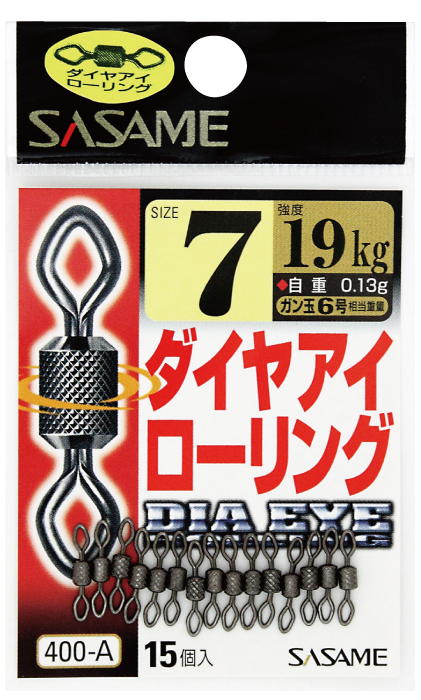 ダイヤアイ
ローリング
SASAME
SIZE
7
強度
19kg
◆自重 0.13g
ガン玉6号相当重量
ダイヤアイ
ローリング
DIA EYE
400-A
15個入
SASAME